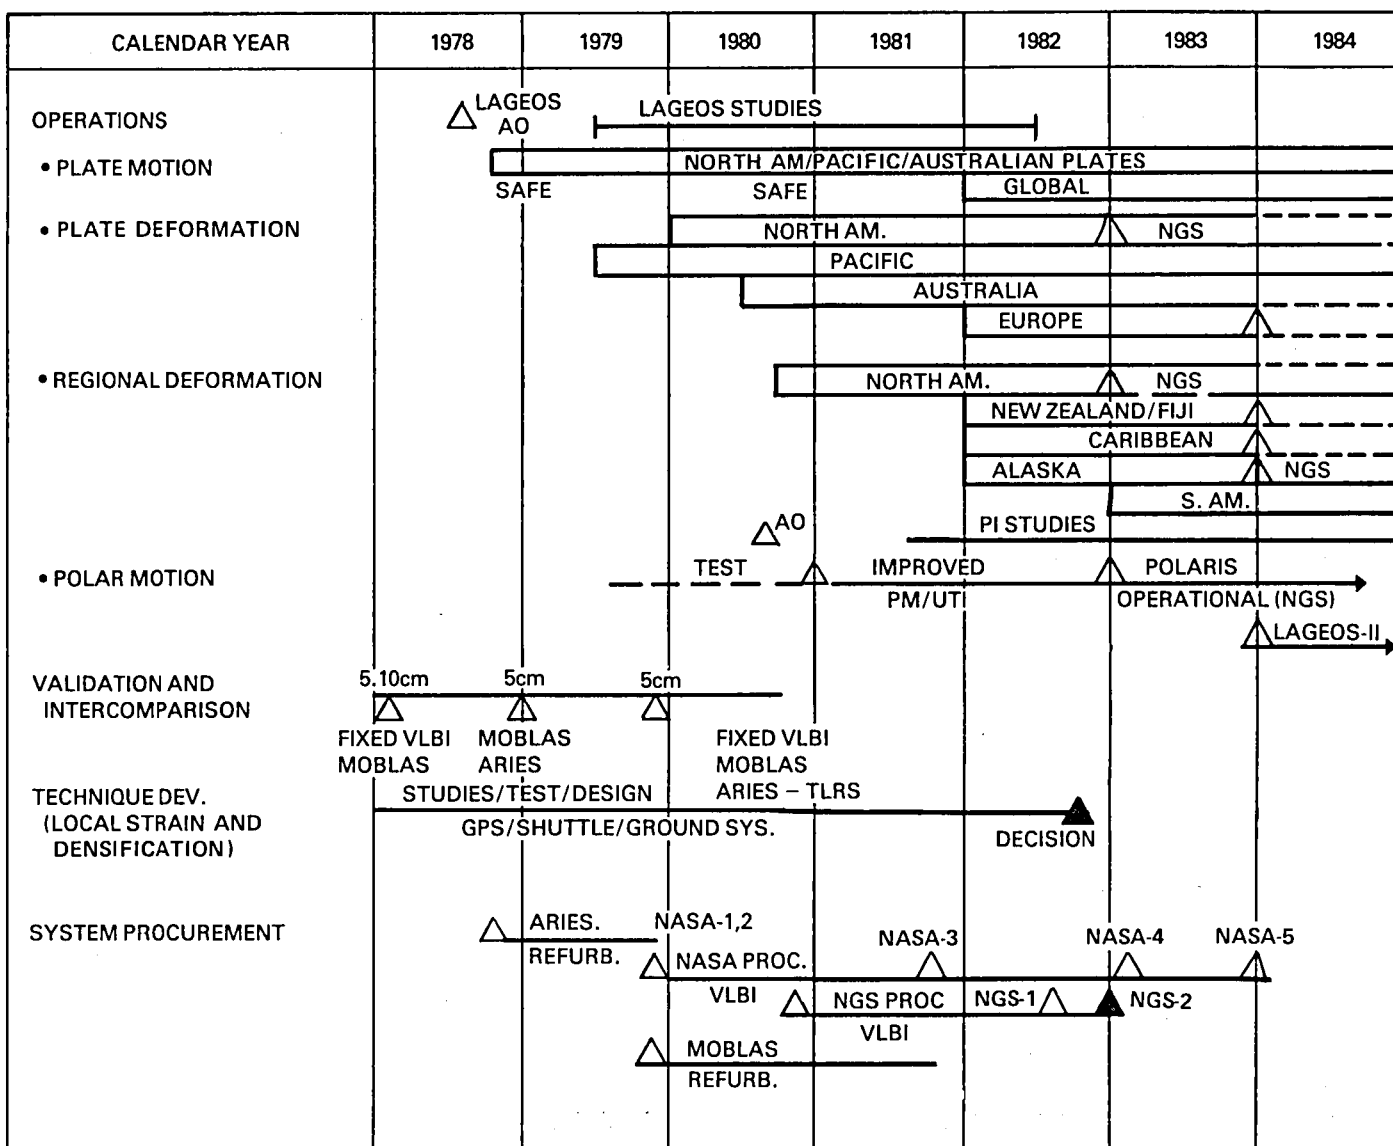 CALENDAR YEAR 1978 1979 1980 1981 1982 1983 1984
OPERATIONS
LAGEOS
AO
LAGEOS STUDIES
• PLATE MOTION
NORTH AM/PACIFIC/AUSTRALIAN PLATES
SAFE
SAFE
GLOBAL
• PLATE DEFORMATION
NORTH AM.
NGS
PACIFIC
AUSTRALIA
EUROPE
• REGIONAL DEFORMATION
NORTH AM.
NGS
NEW ZEALAND/FIJI
CARIBBEAN
ALASKA
NGS
S. AM.
AO
PI STUDIES
• POLAR MOTION
TEST
IMPROVED
PM/UT
POLARIS
OPERATIONAL (NGS)
LAGEOS-II
VALIDATION AND
INTERCOMPARISON
5.10cm
5cm
5cm
FIXED VLBI
MOBLAS
MOBLAS
ARIES
FIXED VLBI
MOBLAS
ARIES – TLRS
TECHNIQUE DEV.
(LOCAL STRAIN AND
DENSIFICATION)
STUDIES/TEST/DESIGN
GPS/SHUTTLE/GROUND SYS.
DECISION
SYSTEM PROCUREMENT
ARIES.
REFURB.
NASA-1,2
NASA PROC.
VLBI
NASA-3
NASA-4
NASA-5
NGS PROC
VLBI
NGS-1
NGS-2
MOBLAS
REFURB.